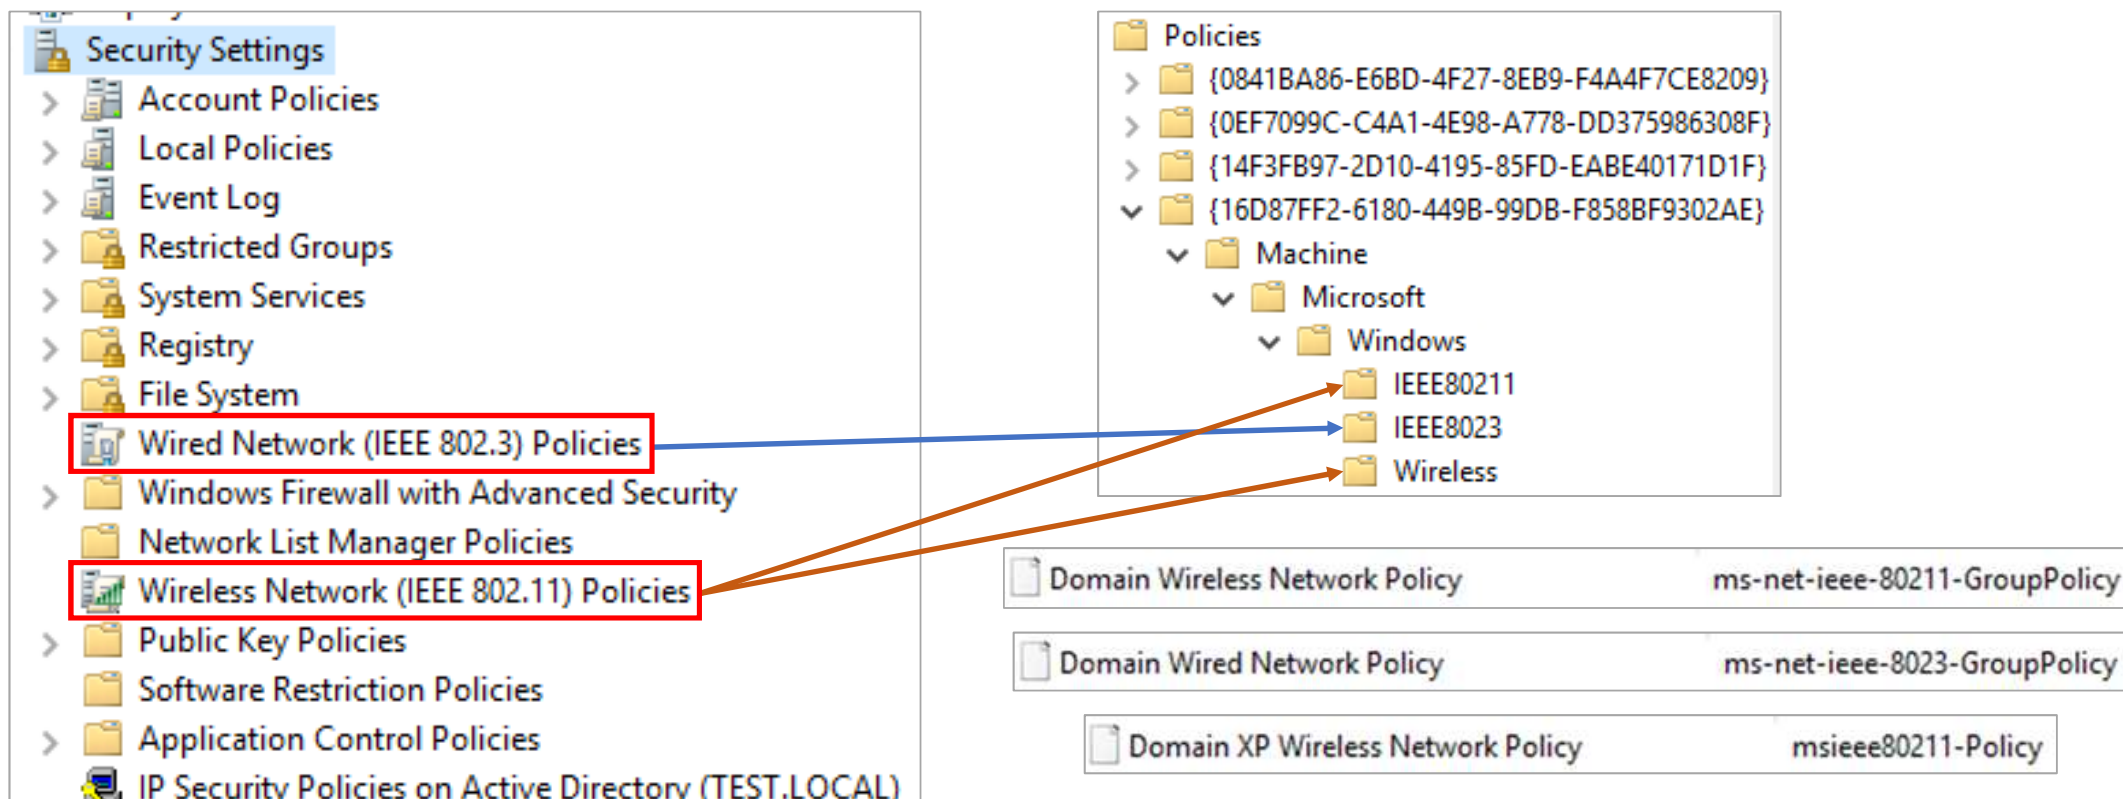 Security Settings
Account Policies
Local Policies
Event Log
Restricted Groups
System Services
Registry
File System
Wired Network (IEEE 802.3) Policies
Windows Firewall with Advanced Security
Network List Manager Policies
Wireless Network (IEEE 802.11) Policies
Public Key Policies
Software Restriction Policies
Application Control Policies
IP Security Policies on Active Directory (TEST.LOCAL)
Policies
{0841BA86-E6BD-4F27-8EB9-F4A4F7CE8209}
{0EF7099C-C4A1-4E98-A778-DD375986308F}
{14F3FB97-2D10-4195-85FD-EABE40171D1F}
{16D87FF2-6180-449B-99DB-F858BF9302AE}
Machine
Microsoft
Windows
IEEE80211
IEEE8023
Wireless
Domain Wireless Network Policy ms-net-ieee-80211-GroupPolicy
Domain Wired Network Policy ms-net-ieee-8023-GroupPolicy
Domain XP Wireless Network Policy msieee80211-Policy